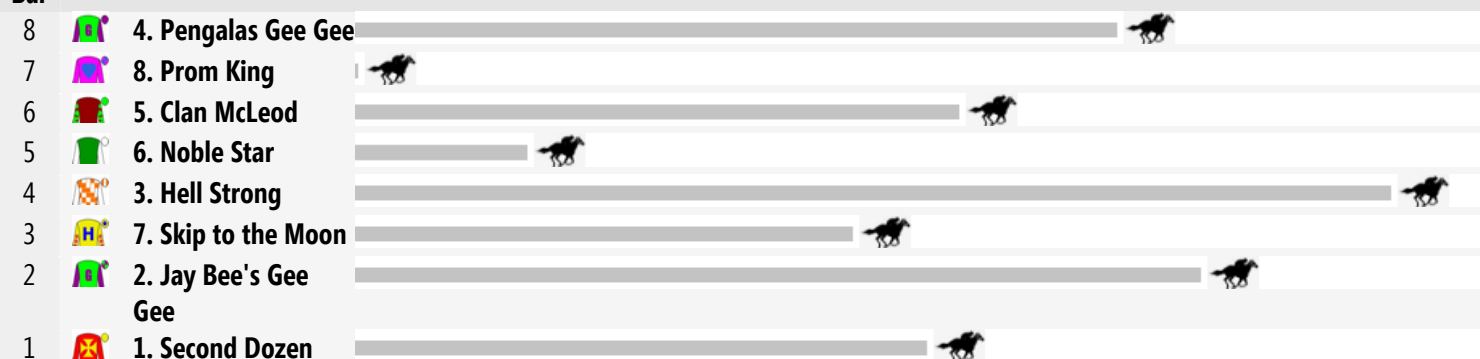 8 G 4. Pengalas Gee Gee
7 8. Prom King
6 5. Clan McLeod
5 6. Noble Star
4 3. Hell Strong
3 H 7. Skip to the Moon
2 G 2. Jay Bee's Gee
Gee
1 1. Second Dozen